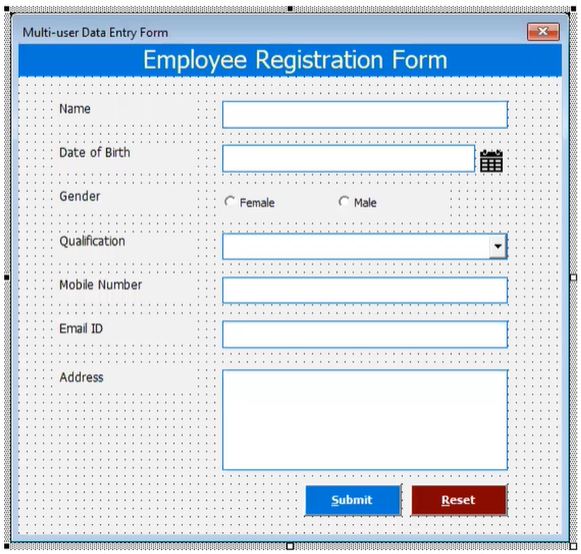 Multi-user Data Entry Form
Employee Registration Form
Name
Date of Birth
Gender
Female
Male
Qualification
Mobile Number
Email ID
Address
Submit
Reset